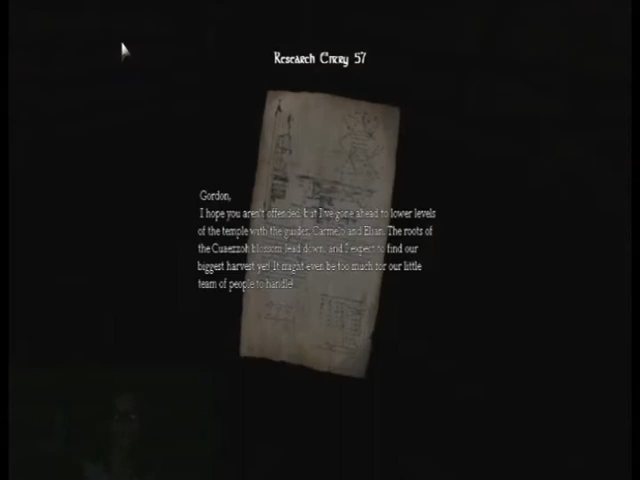 Research Entry 57
Gordon,
I hope you aren't offended but I've gone ahead to lower levels
of the temple with the guides, Carmelo and Elian. The roots of
the Cuaezzoh blossom lead down, and I expect to find our
biggest harvest yet! It might even be too much for our little
team of people to handle!